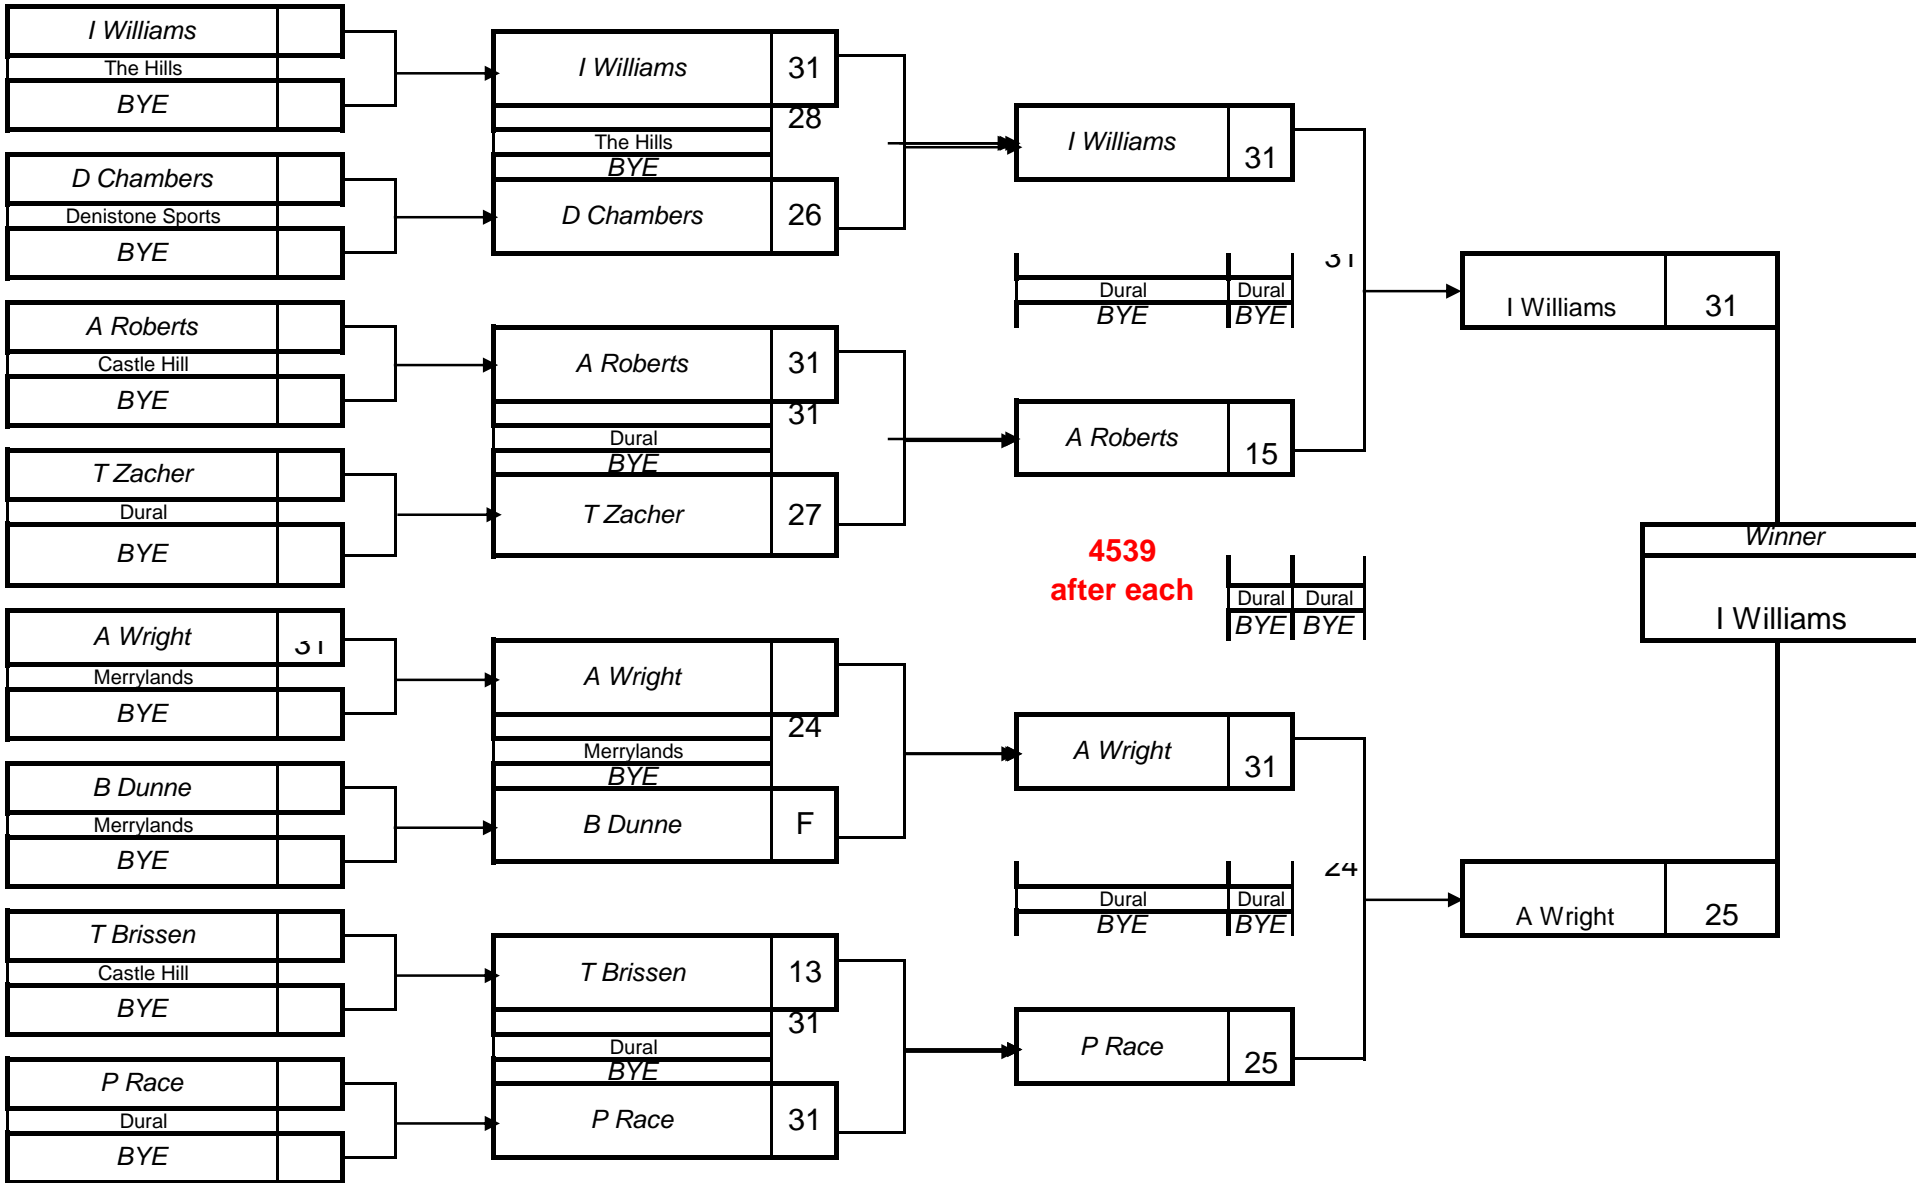 I Williams
The Hills
BYE
D Chambers
Denistone Sports
BYE
A Roberts
Castle Hill
BYE
T Zacher
Dural
BYE
A Wright 31
Merrylands
BYE
B Dunne
Merrylands
BYE
T Brissen
Castle Hill
BYE
P Race
Dural
BYE
I Williams 31
28
The Hills
BYE
D Chambers 26
A Roberts 31
31
Dural
BYE
T Zacher 27
A Wright
24
Merrylands
BYE
B Dunne F
T Brissen 13
31
Dural
BYE
P Race 31
I Williams 31
31
Dural Dural
BYE BYE
A Roberts 15
4539
after each
Dural Dural
BYE BYE
A Wright 31
24
Dural Dural
BYE BYE
P Race 25
I Williams 31
A Wright 25
Winner
I Williams